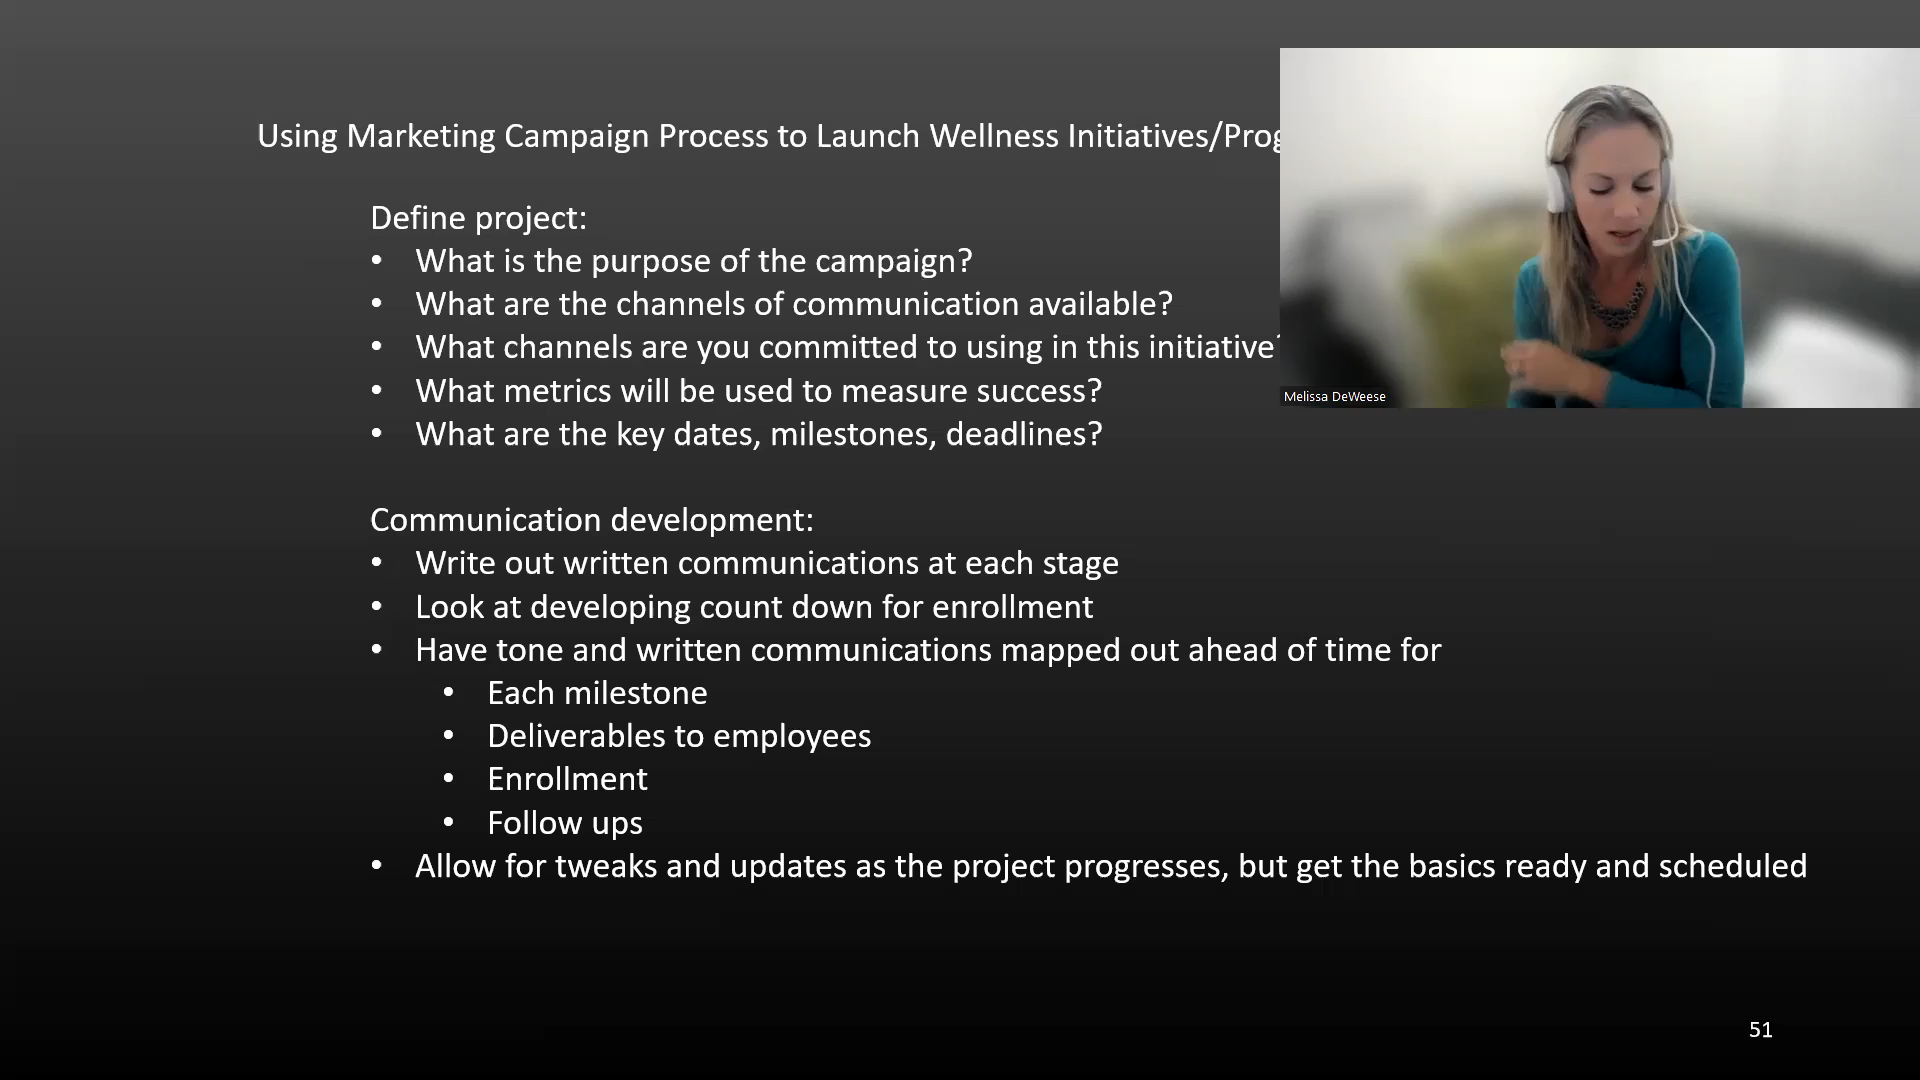 Using Marketing Campaign Process to Launch Wellness Initiatives/Prog
Define project:
• What is the purpose of the campaign?
• What are the channels of communication available?
• What channels are you committed to using in this initiative?
• What metrics will be used to measure success?
• What are the key dates, milestones, deadlines?
Melissa DeWeese
Communication development:
• Write out written communications at each stage
• Look at developing count down for enrollment
• Have tone and written communications mapped out ahead of time for
• Each milestone
• Deliverables to employees
• Enrollment
• Follow ups
• Allow for tweaks and updates as the project progresses, but get the basics ready and scheduled
51